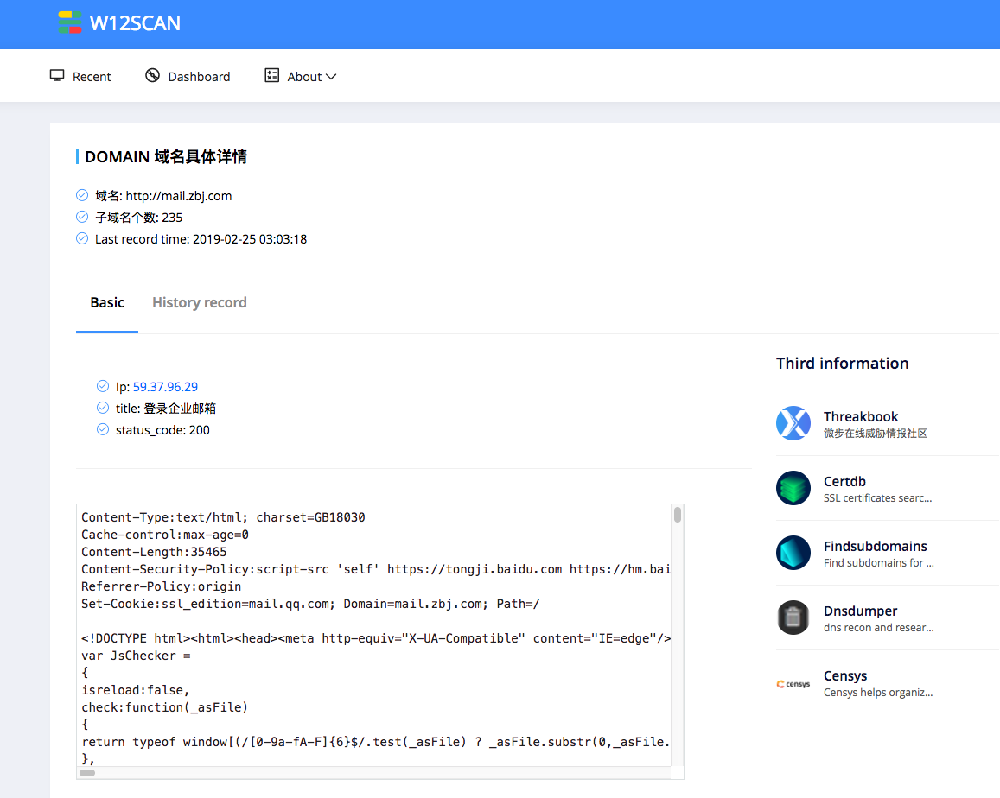 W12SCAN
Recent Dashboard About
DOMAIN 域名具体详情
域名: http://mail.zbj.com
子域名个数: 235
Last record time: 2019-02-25 03:03:18
Basic History record
Ip: 59.37.96.29
title: 登录企业邮箱
status_code: 200
Content-Type:text/html; charset=GB18030
Cache-control:max-age=0
Content-Length:35465
Content-Security-Policy:script-src 'self' https://tongji.baidu.com https://hm.bai
Referrer-Policy:origin
Set-Cookie:ssl_edition=mail.qq.com; Domain=mail.zbj.com; Path=/
<!DOCTYPE html><html><head><meta http-equiv="X-UA-Compatible" content="IE=edge"/>
var JsChecker =
{
isreload:false,
check:function(_asFile)
{
return typeof window[(/[0-9a-fA-F]{6}$/.test(_asFile) ? _asFile.substr(0,_asFile.
},
Third information
Threakbook
微步在线威胁情报社区
Certdb
SSL certificates searc...
Findsubdomains
Find subdomains for ...
Dnsdumper
dns recon and resear...
censys
Censys
Censys helps organiz...